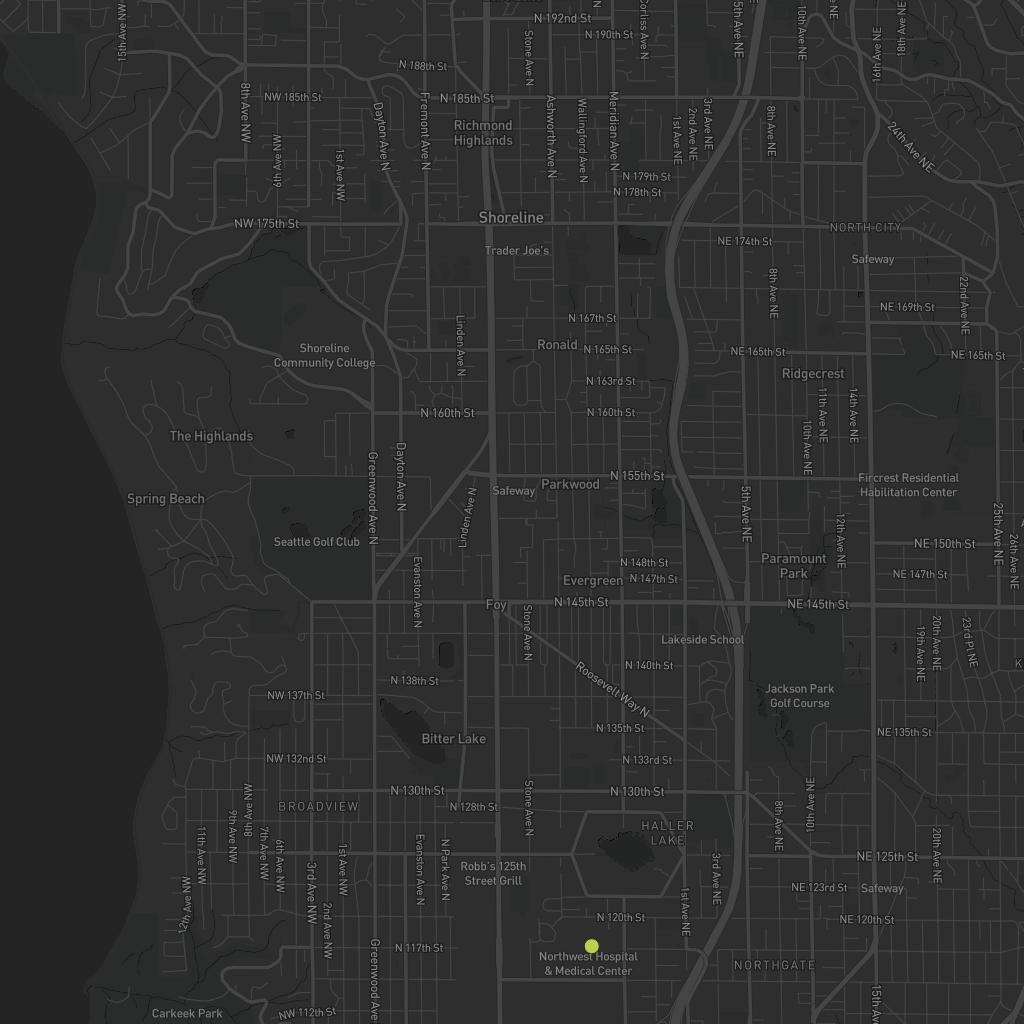 N 192nd St
15th Ave NW
Stone Ave N
N 190th St
Corliss Ave N
5th Ave NE
10th Ave NE
19th Ave NE
18th Ave NE
N 188th St
8th Ave NW
NW 185th St
Dayton Ave N
Fremont Ave N
N 185th St
Ashworth Ave N
Wallingford Ave N
Meridian Ave N
1st Ave NE
2nd Ave NE
3rd Ave NE
8th Ave NE
24th Ave NE
Richmond
Highlands
6th Ave NW
1st Ave NW
N 179th St
N 178th St
NW 175th St
Shoreline
NORTH CITY
NE 174th St
Trader Joe's
Safeway
8th Ave NE
22nd Ave NE
NE 169th St
N 167th St
Linden Ave N
Ronald
N 165th St
NE 165th St
NE 165th St
Shoreline
Community College
Ridgecrest
N 163rd St
11th Ave NE
14th Ave NE
N 160th St
N 160th St
10th Ave NE
The Highlands
Greenwood Ave N
Dayton Ave N
N 155th St
Parkwood
Fircrest Residential
Habilitation Center
Safeway
Spring Beach
Linden Ave N
5th Ave NE
12th Ave NE
25th Ave NE
26th Ave NE
Seattle Golf Club
NE 150th St
Evanston Ave N
N 148th St
Paramount
Park
Evergreen
N 147th St
NE 147th St
Foy
N 145th St
NE 145th St
Stone Ave N
Lakeside School
19th Ave NE
20th Ave NE
23rd Pl NE
N 140th St
Roosevelt Way N
N 138th St
NW 137th St
Jackson Park
Golf Course
N 135th St
NE 135th St
Bitter Lake
NW 132nd St
N 133rd St
N 130th St
N 130th St
BROADVIEW
8th Ave NW
N 128th St
Stone Ave N
8th Ave NE
10th Ave NE
HALLER
LAKE
11th Ave NW
9th Ave NW
7th Ave NW
6th Ave NW
1st Ave NW
Evanston Ave N
N Park Ave N
20th Ave NE
NE 125th St
Robb's 125th
Street Grill
3rd Ave NW
3rd Ave NE
NE 123rd St
Safeway
12th Ave NW
2nd Ave NW
1st Ave NE
N 120th St
NE 120th St
N 117th St
Greenwood Ave N
Northwest Hospital
& Medical Center
NORTHGATE
15th Ave
Carkeek Park
NW 112th St